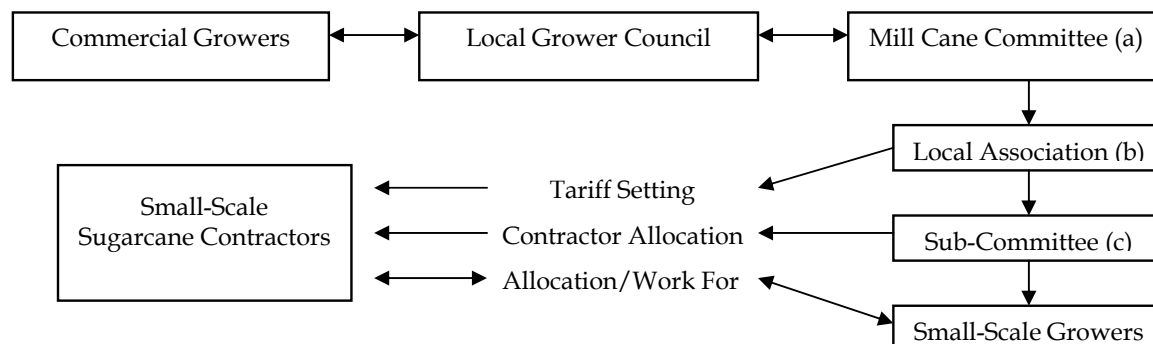 Commercial Growers
Local Grower Council
Mill Cane Committee (a)
Local Association (b)
Tariff Setting
Small-Scale
Sugarcane Contractors
Contractor Allocation
Sub-Committee (c)
Allocation/Work For
Small-Scale Growers